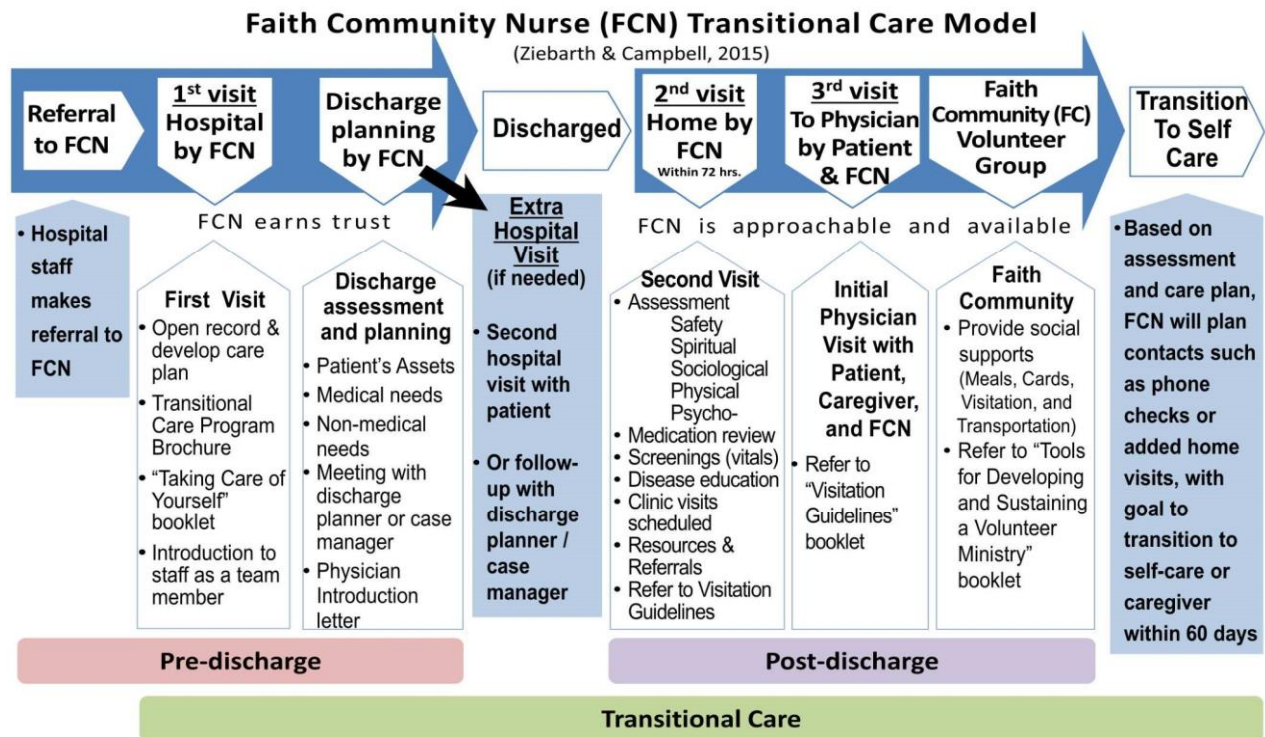 Faith Community Nurse (FCN) Transitional Care Model
(Ziebarth & Campbell, 2015)
Referral
to FCN
1st visit
Hospital
by FCN
Discharge
planning
by FCN
Discharged
2nd visit
Home by
FCN
Within 72 hrs.
3rd visit
To Physician
by Patient
& FCN
Faith
Community (FC)
Volunteer
Group
Transition
To Self
Care
FCN earns trust
FCN is approachable and available
• Hospital
staff
makes
referral to
FCN
First Visit
• Open record &
develop care
plan
• Transitional
Care Program
Brochure
• “Taking Care of
Yourself”
booklet
• Introduction to
staff as a team
member
Discharge
assessment
and planning
• Patient’s Assets
• Medical needs
• Non-medical
needs
• Meeting with
discharge
planner or case
manager
• Physician
Introduction
letter
Extra
Hospital
Visit
(if needed)
• Second
hospital
visit with
patient
• Or follow-
up with
discharge
planner /
case
manager
Second Visit
• Assessment
Safety
Spiritual
Sociological
Physical
Psycho-
• Medication review
• Screenings (vitals)
• Disease education
• Clinic visits
scheduled
• Resources &
Referrals
• Refer to Visitation
Guidelines
Initial
Physician
Visit with
Patient,
Caregiver,
and FCN
• Refer to
“Visitation
Guidelines”
booklet
Faith
Community
• Provide social
supports
(Meals, Cards,
Visitation, and
Transportation)
• Refer to “Tools
for Developing
and Sustaining
a Volunteer
Ministry”
booklet
• Based on
assessment
and care plan,
FCN will plan
contacts such
as phone
checks or
added home
visits, with
goal to
transition to
self-care or
caregiver
within 60 days
Pre-discharge
Post-discharge
Transitional Care